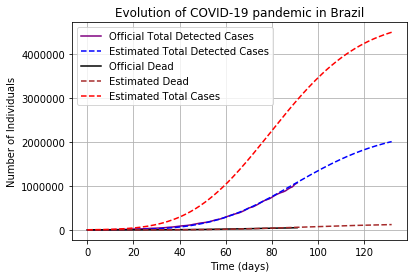 Evolution of COVID-19 pandemic in Brazil
Official Total Detected Cases
Estimated Total Detected Cases
Official Dead
Estimated Dead
Estimated Total Cases
Number of Individuals
4000000
3000000
2000000
1000000
0
0 20 40 60 80 100 120
Time (days)